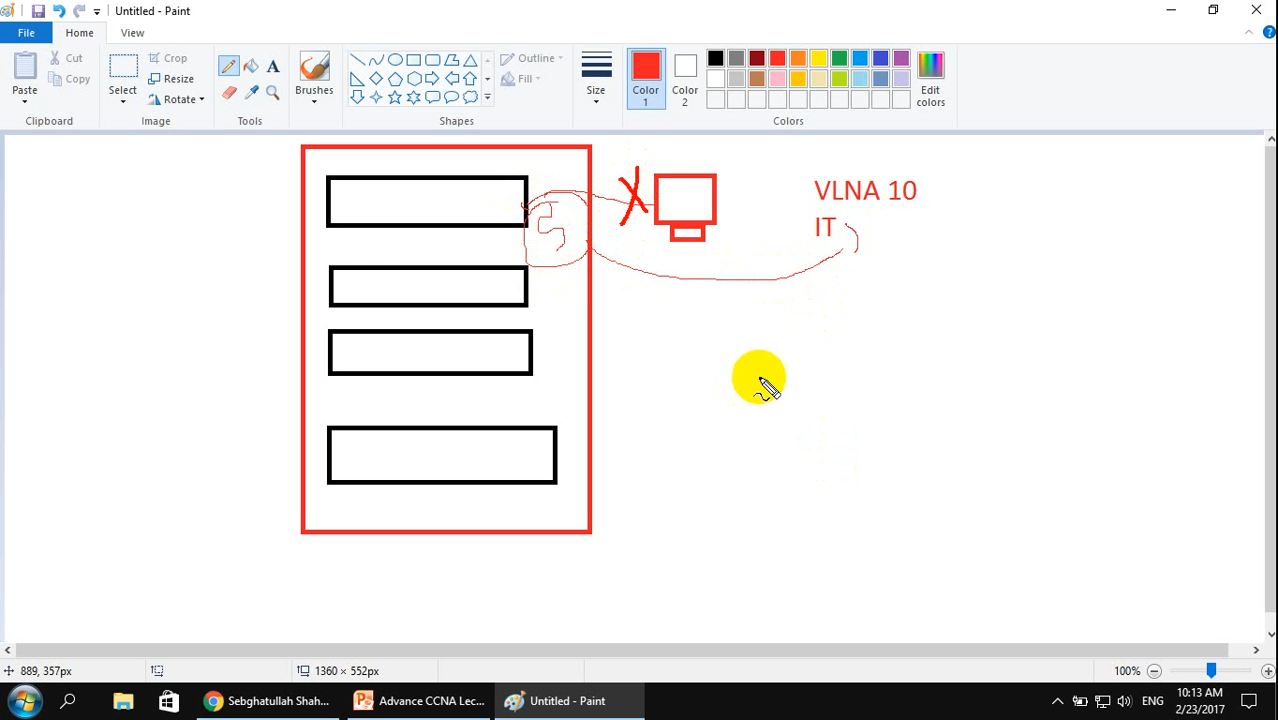 Untitled - Paint
File
Home
View
Paste
Cut
Copy
Clipboard
Select
Crop
Resize
Rotate
Image
A
Tools
Brushes
Outline
Fill
Shapes
Size
Color 1
Color 2
Edit colors
Colors
VLNA 10
IT
5
X
889, 357px
1360 × 552px
100%
Sebghatullah Shah...
Advance CCNA Lec...
Untitled - Paint
ENG
10:13 AM
2/23/2017